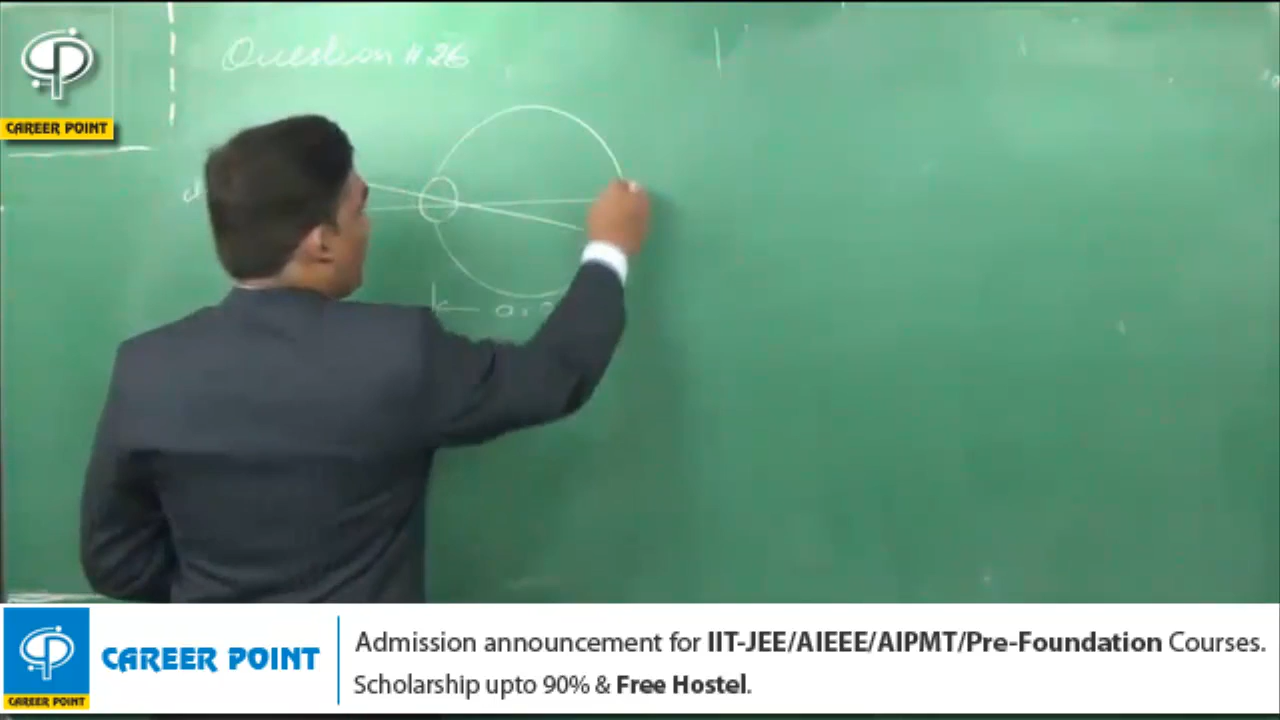 CAREER POINT
Question # 26
CAREER POINT
CAREER POINT
Admission announcement for IIT-JEE/AIEEE/AIPMT/Pre-Foundation Courses.
Scholarship upto 90% & Free Hostel.